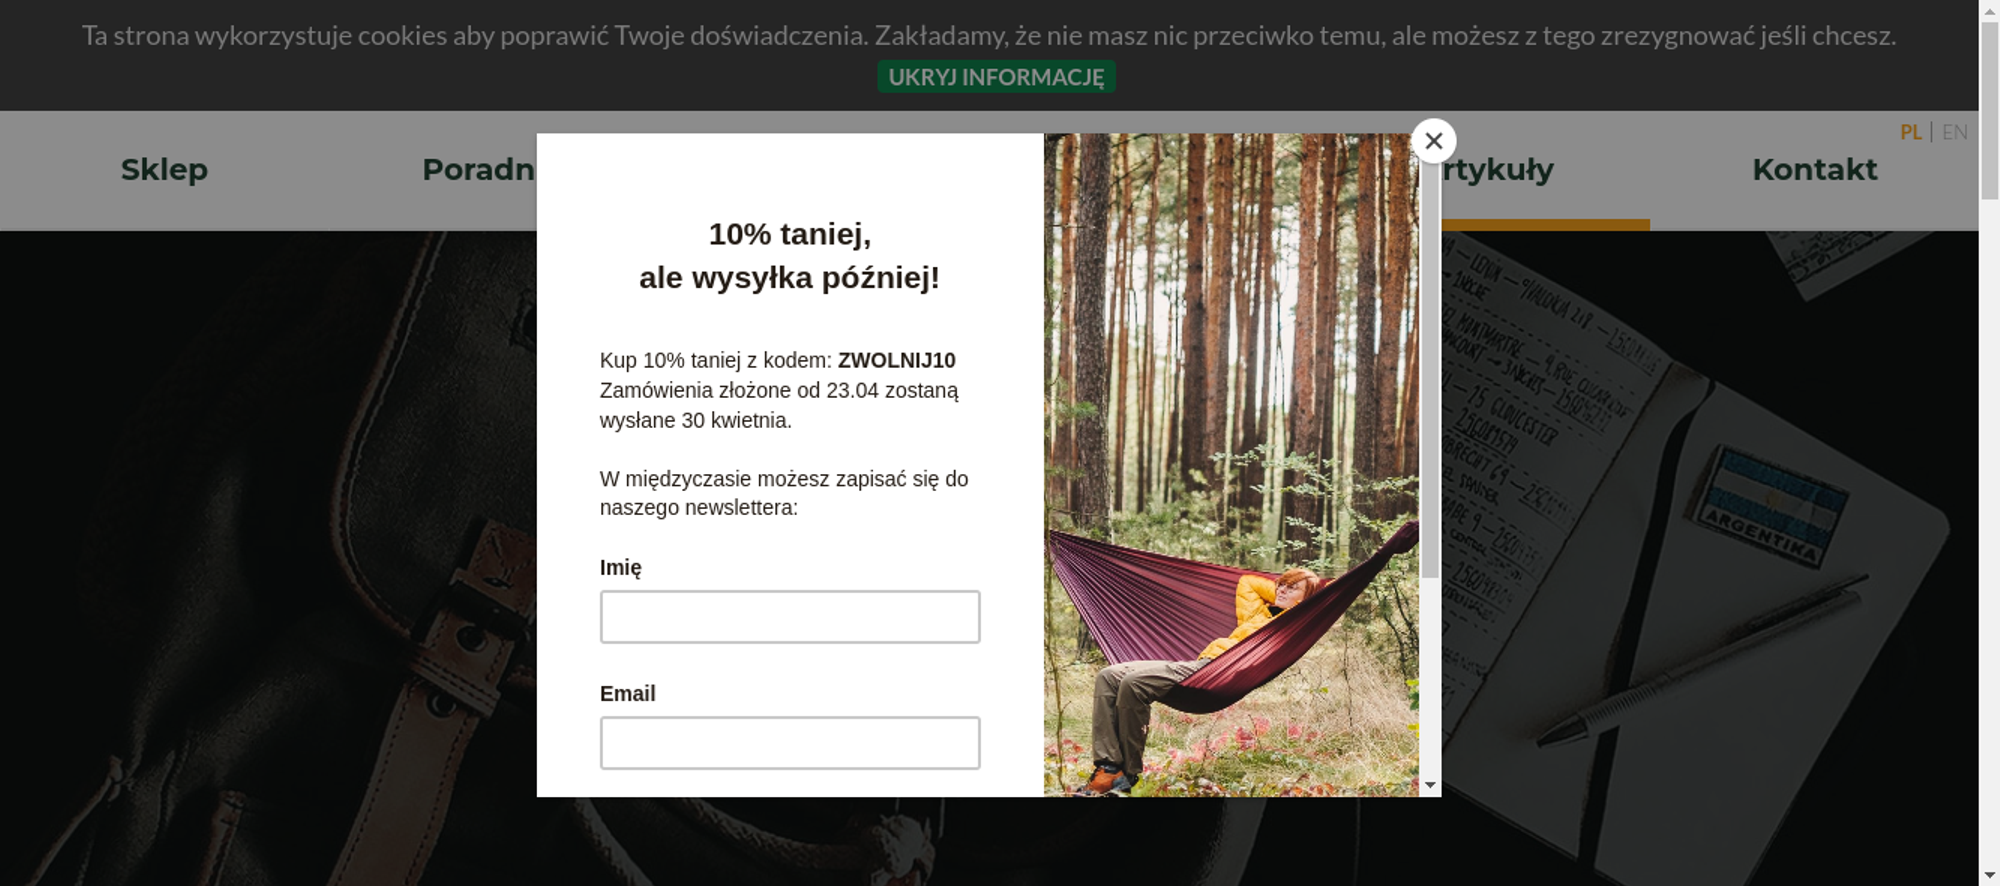 Ta strona wykorzystuje cookies aby poprawić Twoje doświadczenia. Zakładamy, że nie masz nic przeciwko temu, ale możesz z tego zrezygnować jeśli chcesz.
UKRYJ INFORMACJĘ
PL | EN
Sklep
Poradn
rtykuły
Kontakt
10% taniej,
ale wysyłka później!
Kup 10% taniej z kodem: ZWOLNIJ10
Zamówienia złożone od 23.04 zostaną
wysłane 30 kwietnia.
W międzyczasie możesz zapisać się do
naszego newslettera:
Imię
Email
GLOUCESTER
ARGENTINA